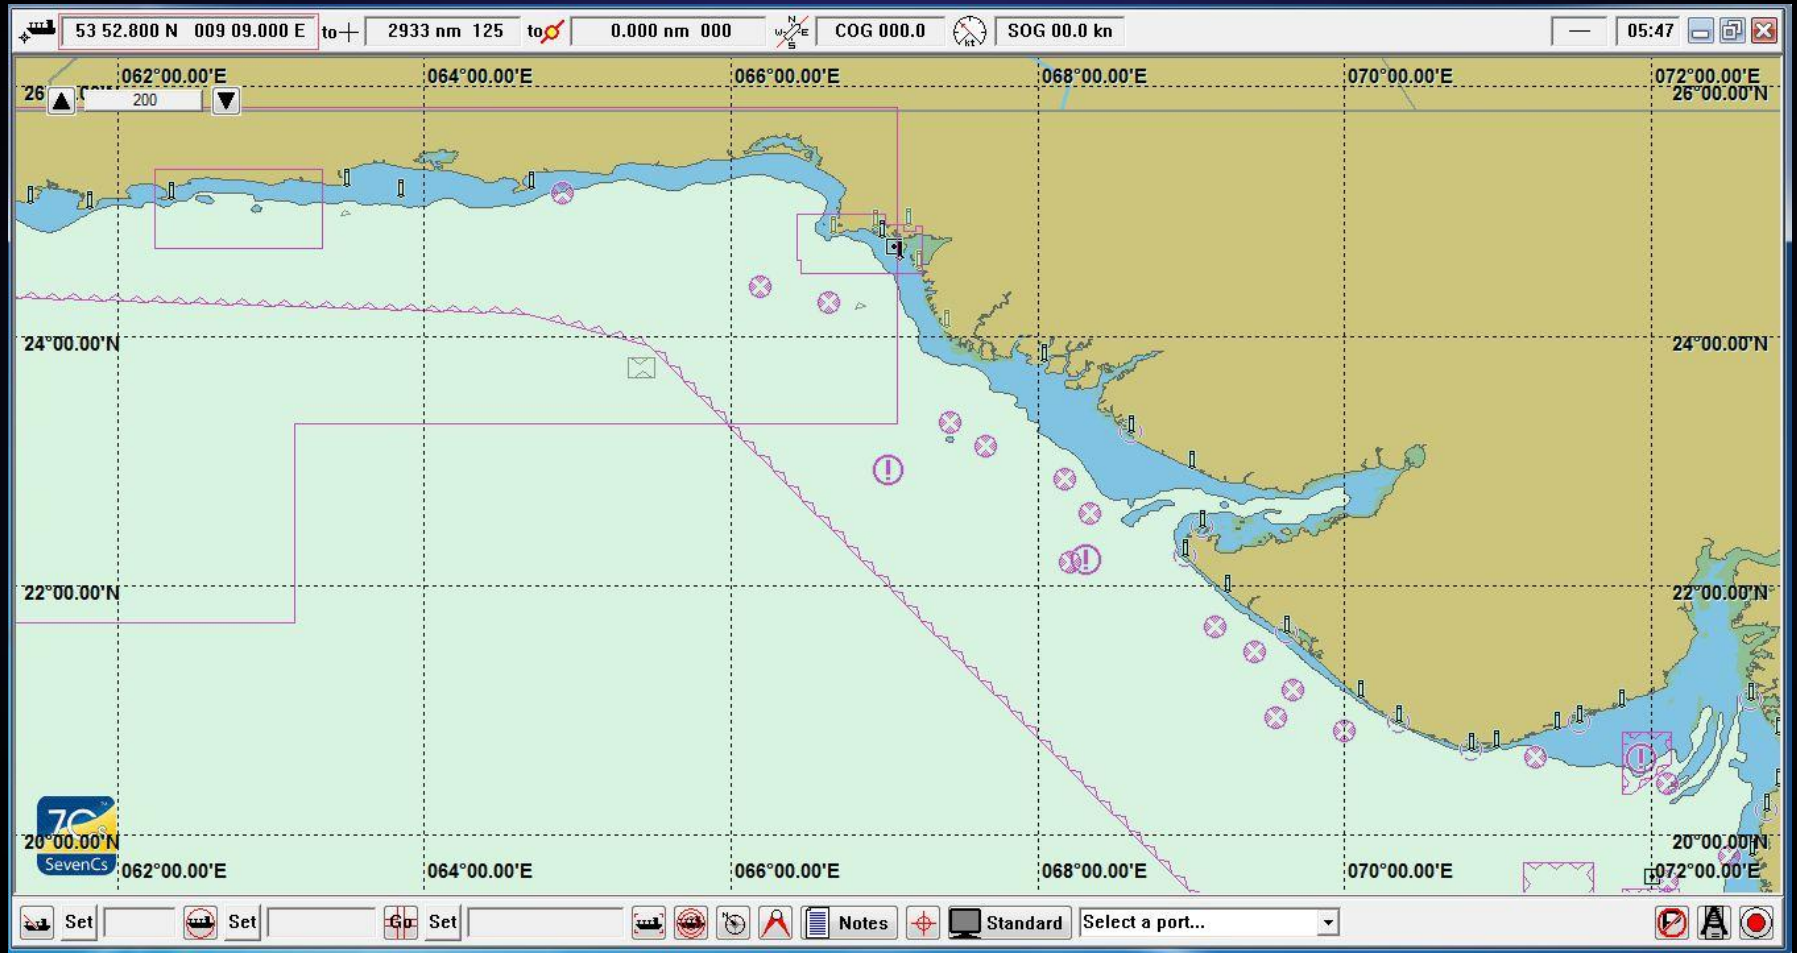 53 52.800 N 009 09.000 E to 2933 nm 125 to 0.000 nm 000 COG 000.0 SOG 00.0 kn — 05:47
062°00.00'E 064°00.00'E 066°00.00'E 068°00.00'E 070°00.00'E 072°00.00'E
26°00.00'N
200
24°00.00'N 24°00.00'N
22°00.00'N 22°00.00'N
7Cs
20°00.00'N 20°00.00'N
SevenCs
062°00.00'E 064°00.00'E 066°00.00'E 068°00.00'E 070°00.00'E 072°00.00'E
Set Set Go Set Notes Standard Select a port...